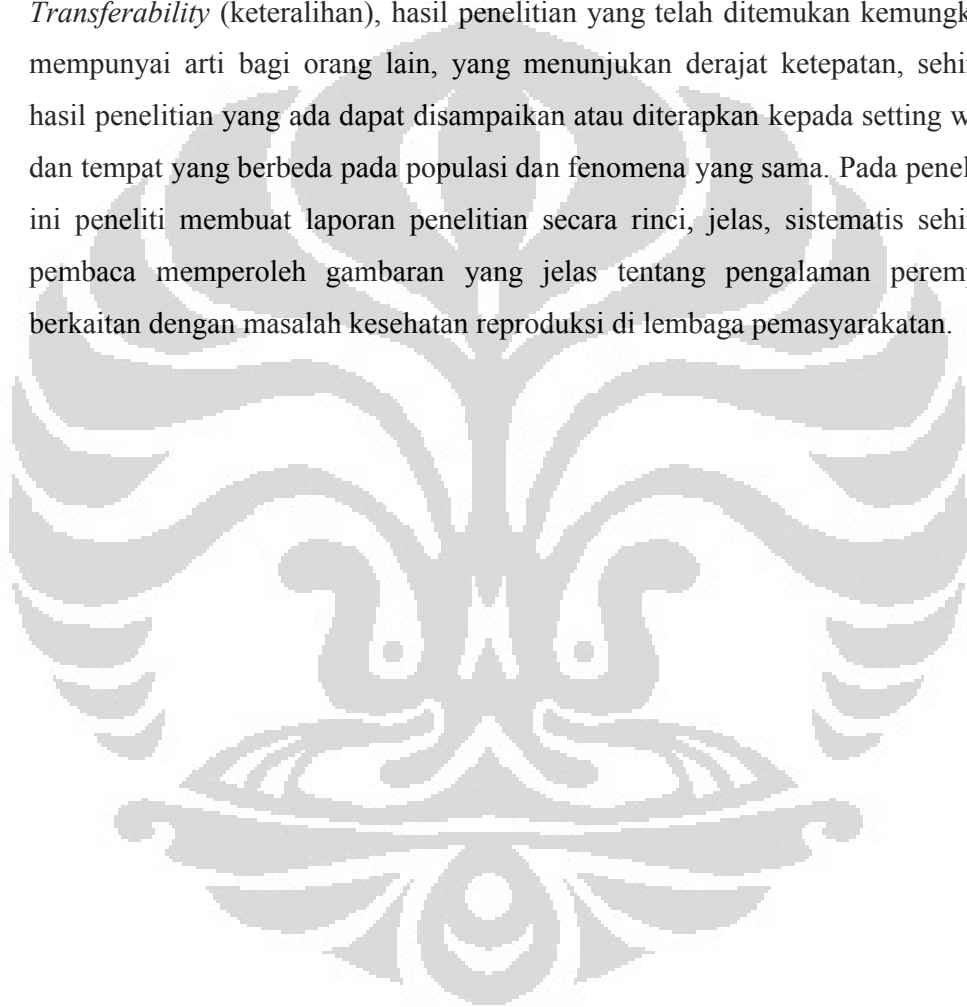 Transferability (keteralihan), hasil penelitian yang telah ditemukan kemungk
mempunyai arti bagi orang lain, yang menunjukan derajat ketepatan, sehi
hasil penelitian yang ada dapat disampaikan atau diterapkan kepada setting w
dan tempat yang berbeda pada populasi dan fenomena yang sama. Pada penel
ini peneliti membuat laporan penelitian secara rinci, jelas, sistematis sehi
pembaca memperoleh gambaran yang jelas tentang pengalaman peremp
berkaitan dengan masalah kesehatan reproduksi di lembaga pemasyarakatan.